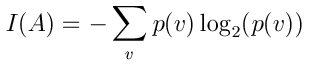 I(A) = − ∑_v p(v) log₂(p(v))